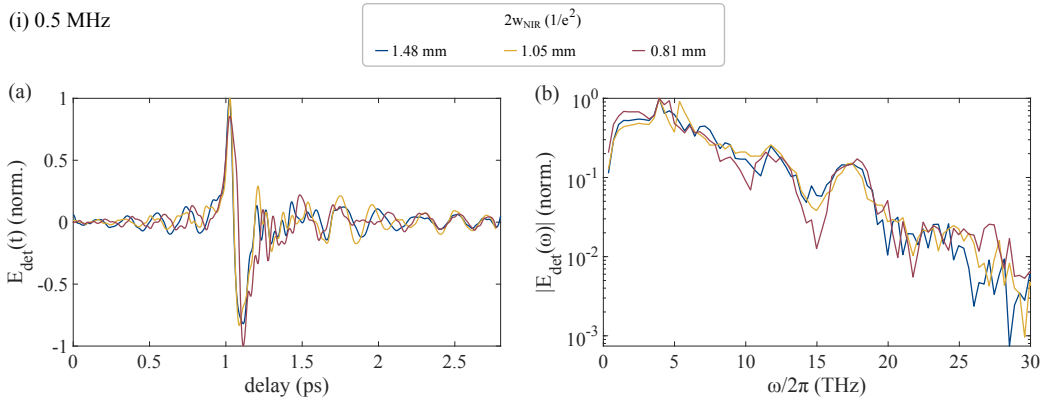 (i) 0.5 MHz
2w_NIR (1/e^2)
1.48 mm 1.05 mm 0.81 mm
(a)
1
0.5
0
-0.5
-1
E_det(t) (norm.)
0 0.5 1 1.5 2 2.5
delay (ps)
(b)
10^0
10^-1
10^-2
10^-3
|E_det(ω)| (norm.)
0 5 10 15 20 25 30
ω/2π (THz)